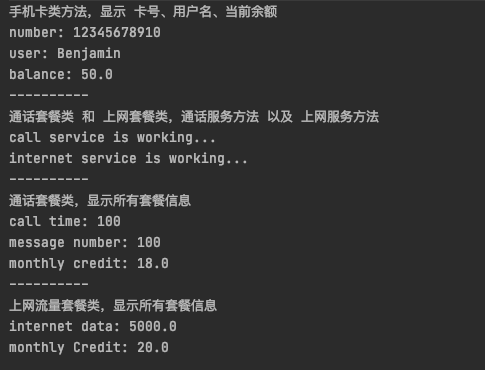 手机卡类方法，显示 卡号、用户名、当前余额
number: 12345678910
user: Benjamin
balance: 50.0
----------
通话套餐类 和 上网套餐类，通话服务方法 以及 上网服务方法
call service is working...
internet service is working...
----------
通话套餐类，显示所有套餐信息
call time: 100
message number: 100
monthly credit: 18.0
----------
上网流量套餐类，显示所有套餐信息
internet data: 5000.0
monthly Credit: 20.0